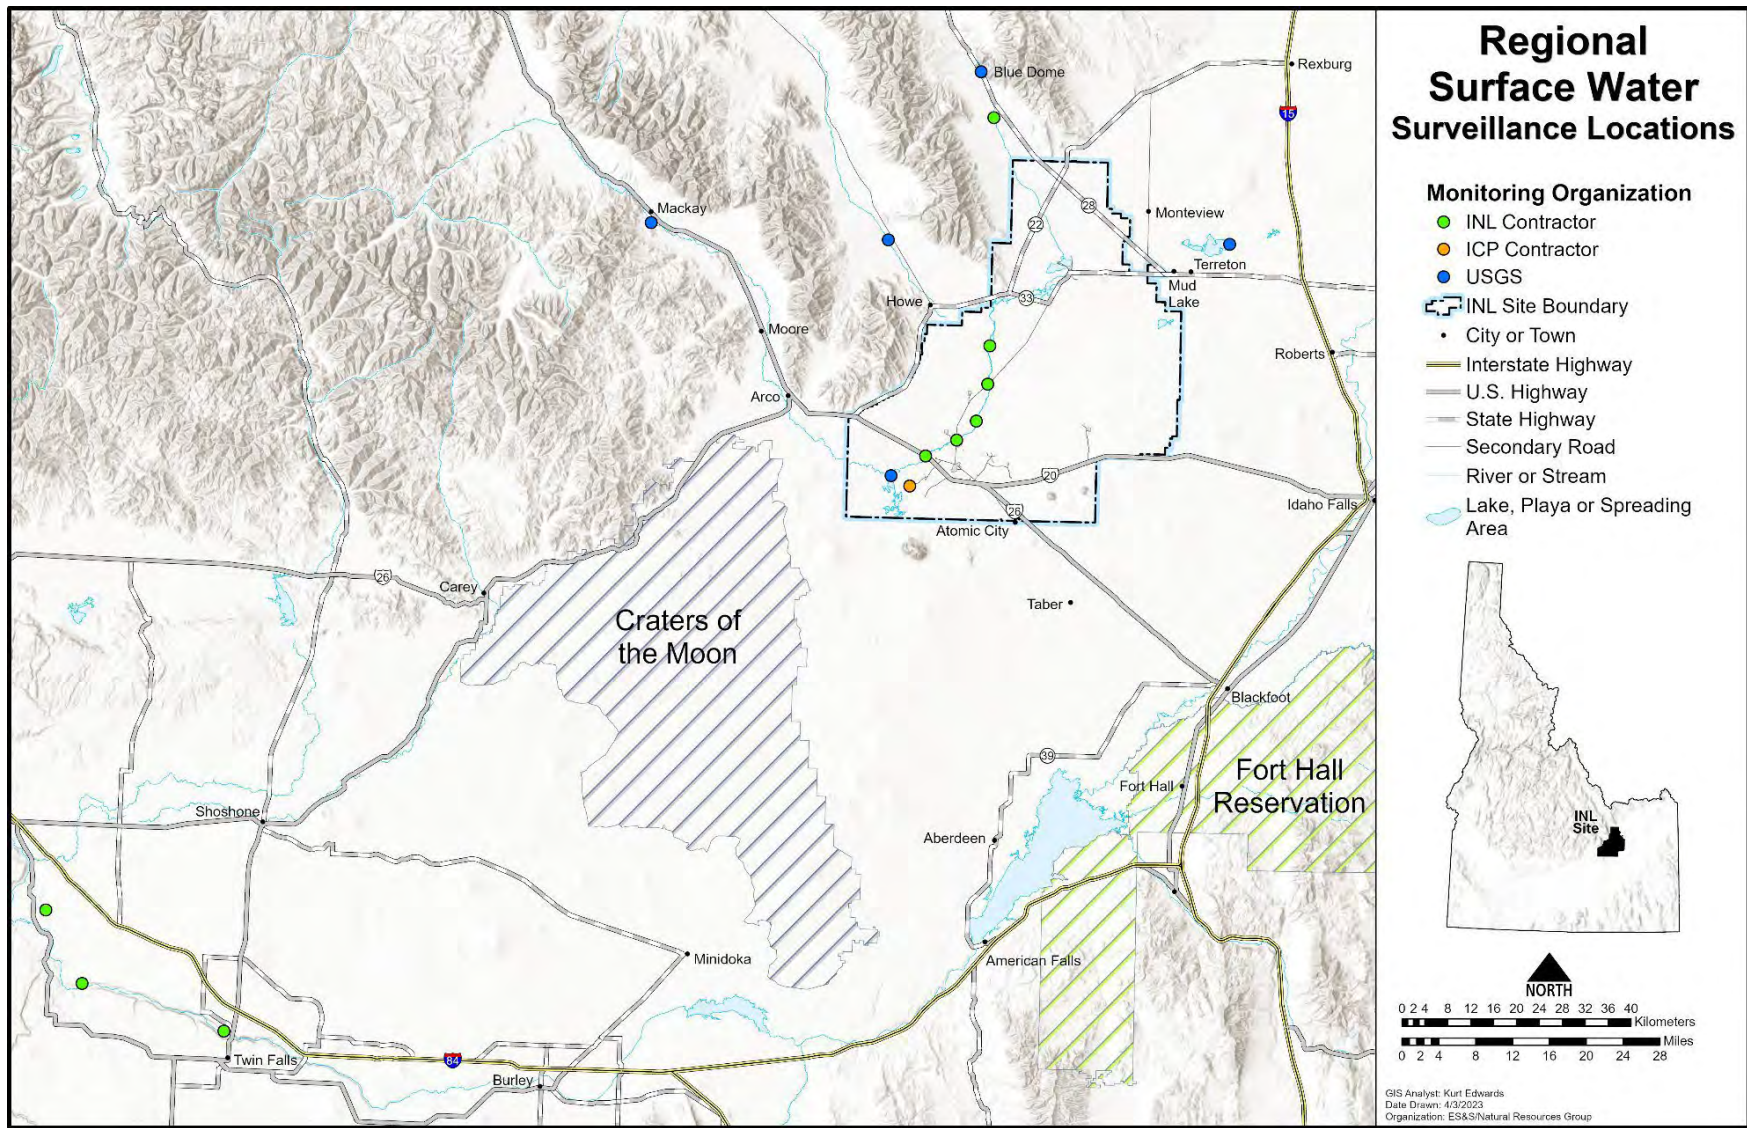 Regional
Surface Water
Surveillance Locations
Monitoring Organization
INL Contractor
ICP Contractor
USGS
INL Site Boundary
City or Town
Interstate Highway
U.S. Highway
State Highway
Secondary Road
River or Stream
Lake, Playa or Spreading
Area
INL
Site
NORTH
0 2 4 8 12 16 20 24 28 32 36 40
Kilometers
Miles
0 2 4 8 12 16 20 24 28
GIS Analyst: Kurt Edwards
Date Drawn: 4/3/2023
Organization: ES&S/Natural Resources Group
Rexburg
Blue Dome
15
28
Mackay
Monteview
22
Terreton
Mud
Lake
Howe
33
Moore
Roberts
Arco
20
Idaho Falls
26
Atomic City
26
Carey
Taber
Craters of
the Moon
Blackfoot
39
Fort Hall
Fort Hall
Reservation
Shoshone
Aberdeen
Minidoka
American Falls
Twin Falls
84
Burley